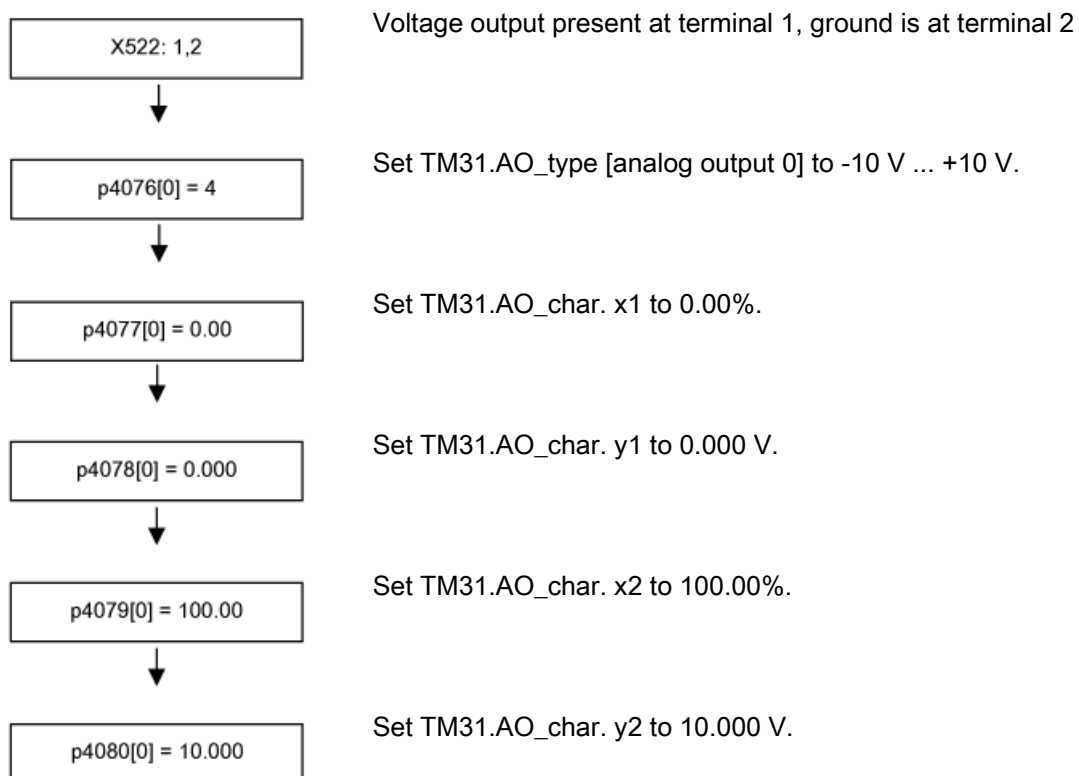 X522: 1,2
Voltage output present at terminal 1, ground is at terminal 2
p4076[0] = 4
Set TM31.AO_type [analog output 0] to -10 V ... +10 V.
p4077[0] = 0.00
Set TM31.AO_char. x1 to 0.00%.
p4078[0] = 0.000
Set TM31.AO_char. y1 to 0.000 V.
p4079[0] = 100.00
Set TM31.AO_char. x2 to 100.00%.
p4080[0] = 10.000
Set TM31.AO_char. y2 to 10.000 V.